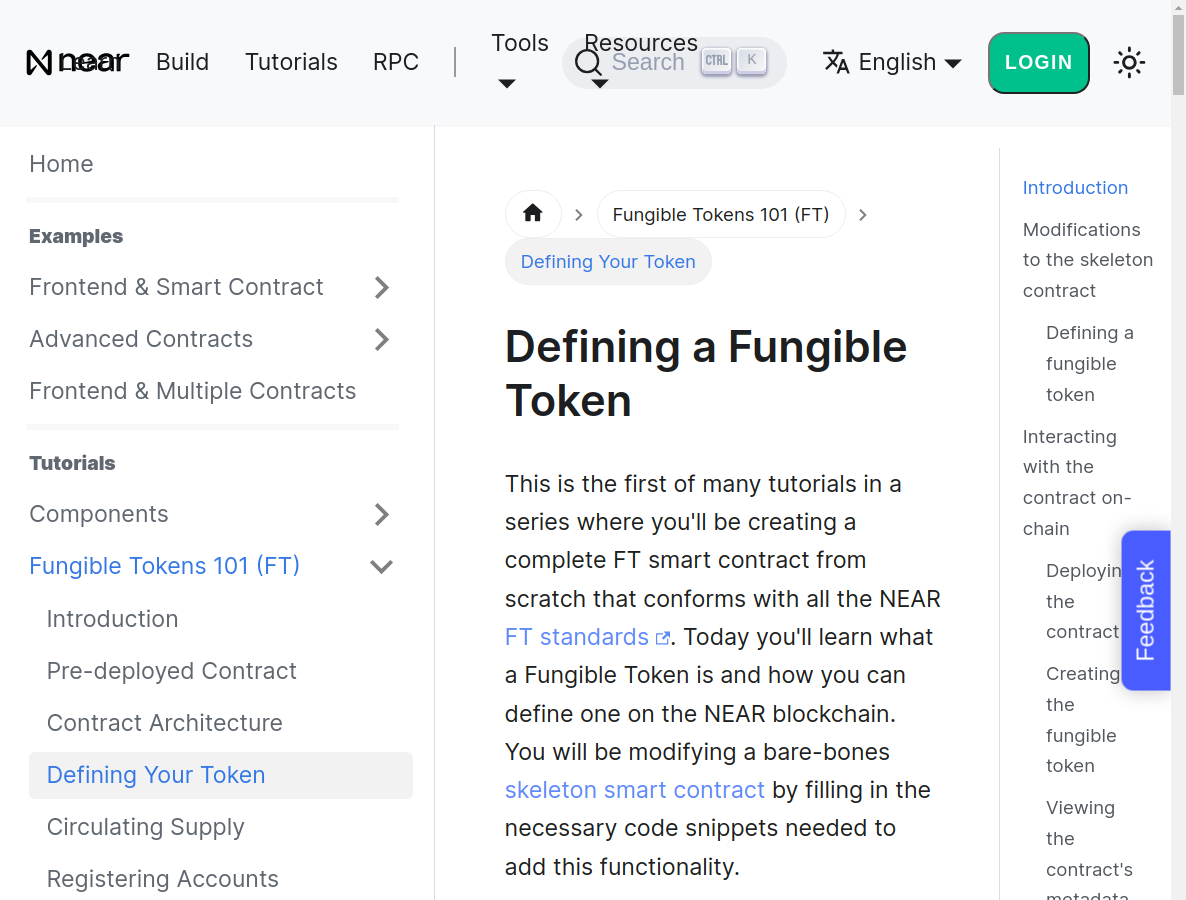 near
Learn
Build
Tutorials
RPC
Tools
Resources
Search
CTRL
K
English
LOGIN
Home
Examples
Frontend & Smart Contract
Advanced Contracts
Frontend & Multiple Contracts
Tutorials
Components
Fungible Tokens 101 (FT)
Introduction
Pre-deployed Contract
Contract Architecture
Defining Your Token
Circulating Supply
Registering Accounts
Fungible Tokens 101 (FT)
Defining Your Token
Defining a Fungible
Token
This is the first of many tutorials in a
series where you'll be creating a
complete FT smart contract from
scratch that conforms with all the NEAR
FT standards. Today you'll learn what
a Fungible Token is and how you can
define one on the NEAR blockchain.
You will be modifying a bare-bones
skeleton smart contract by filling in the
necessary code snippets needed to
add this functionality.
Introduction
Modifications
to the skeleton
contract
Defining a
fungible
token
Interacting
with the
contract on-
chain
Deployin
the
contract
Creating
the
fungible
token
Viewing
the
contract's
metadata
Feedback